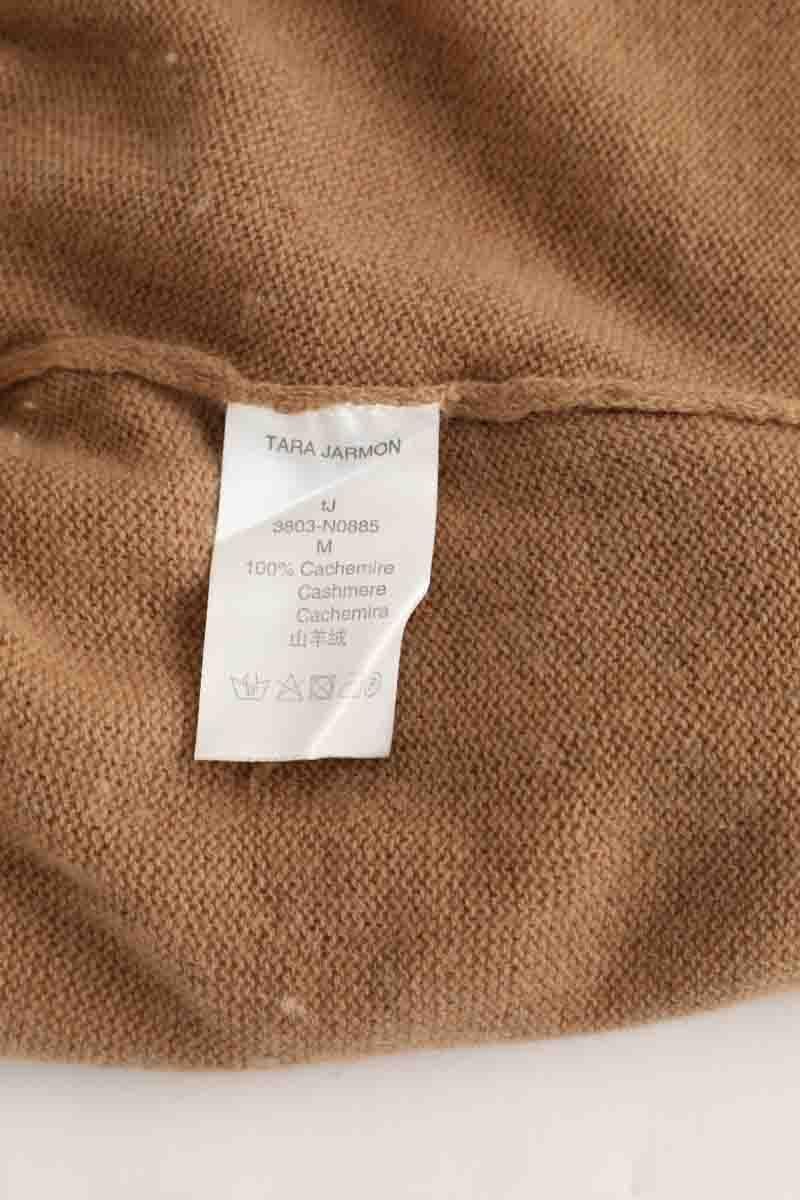 TARA JARMON
tJ
3803-N0885
M
100% Cachemire
Cashmere
Cachemira
山羊绒